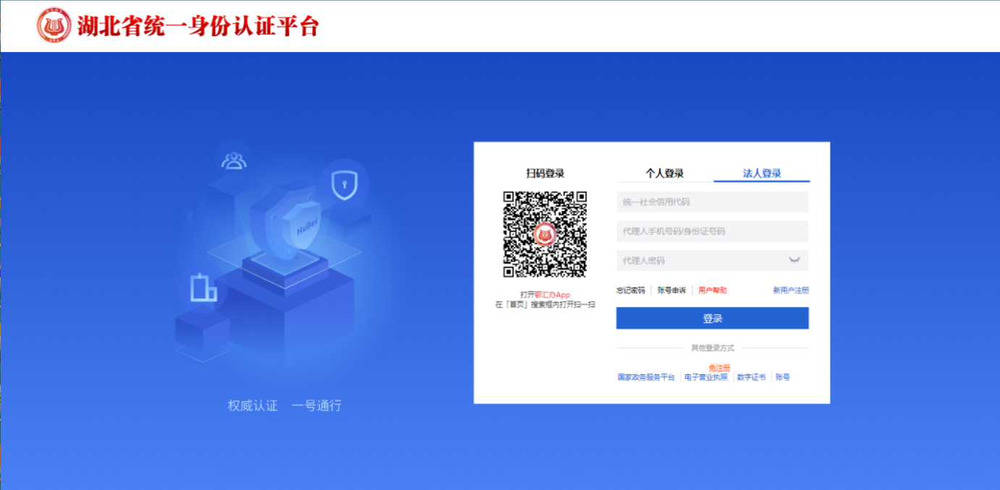 湖北省统一身份认证平台
HuBei
权威认证 一号通行
扫码登录
打开鄂汇办App
在「首页」搜索框内打开扫一扫
个人登录 法人登录
统一社会信用代码
代理人手机号码/身份证号码
代理人密码
忘记密码 账号申诉 用户帮助 新用户注册
登录
其他登录方式
免注册
国家政务服务平台 电子营业执照 数字证书 账号